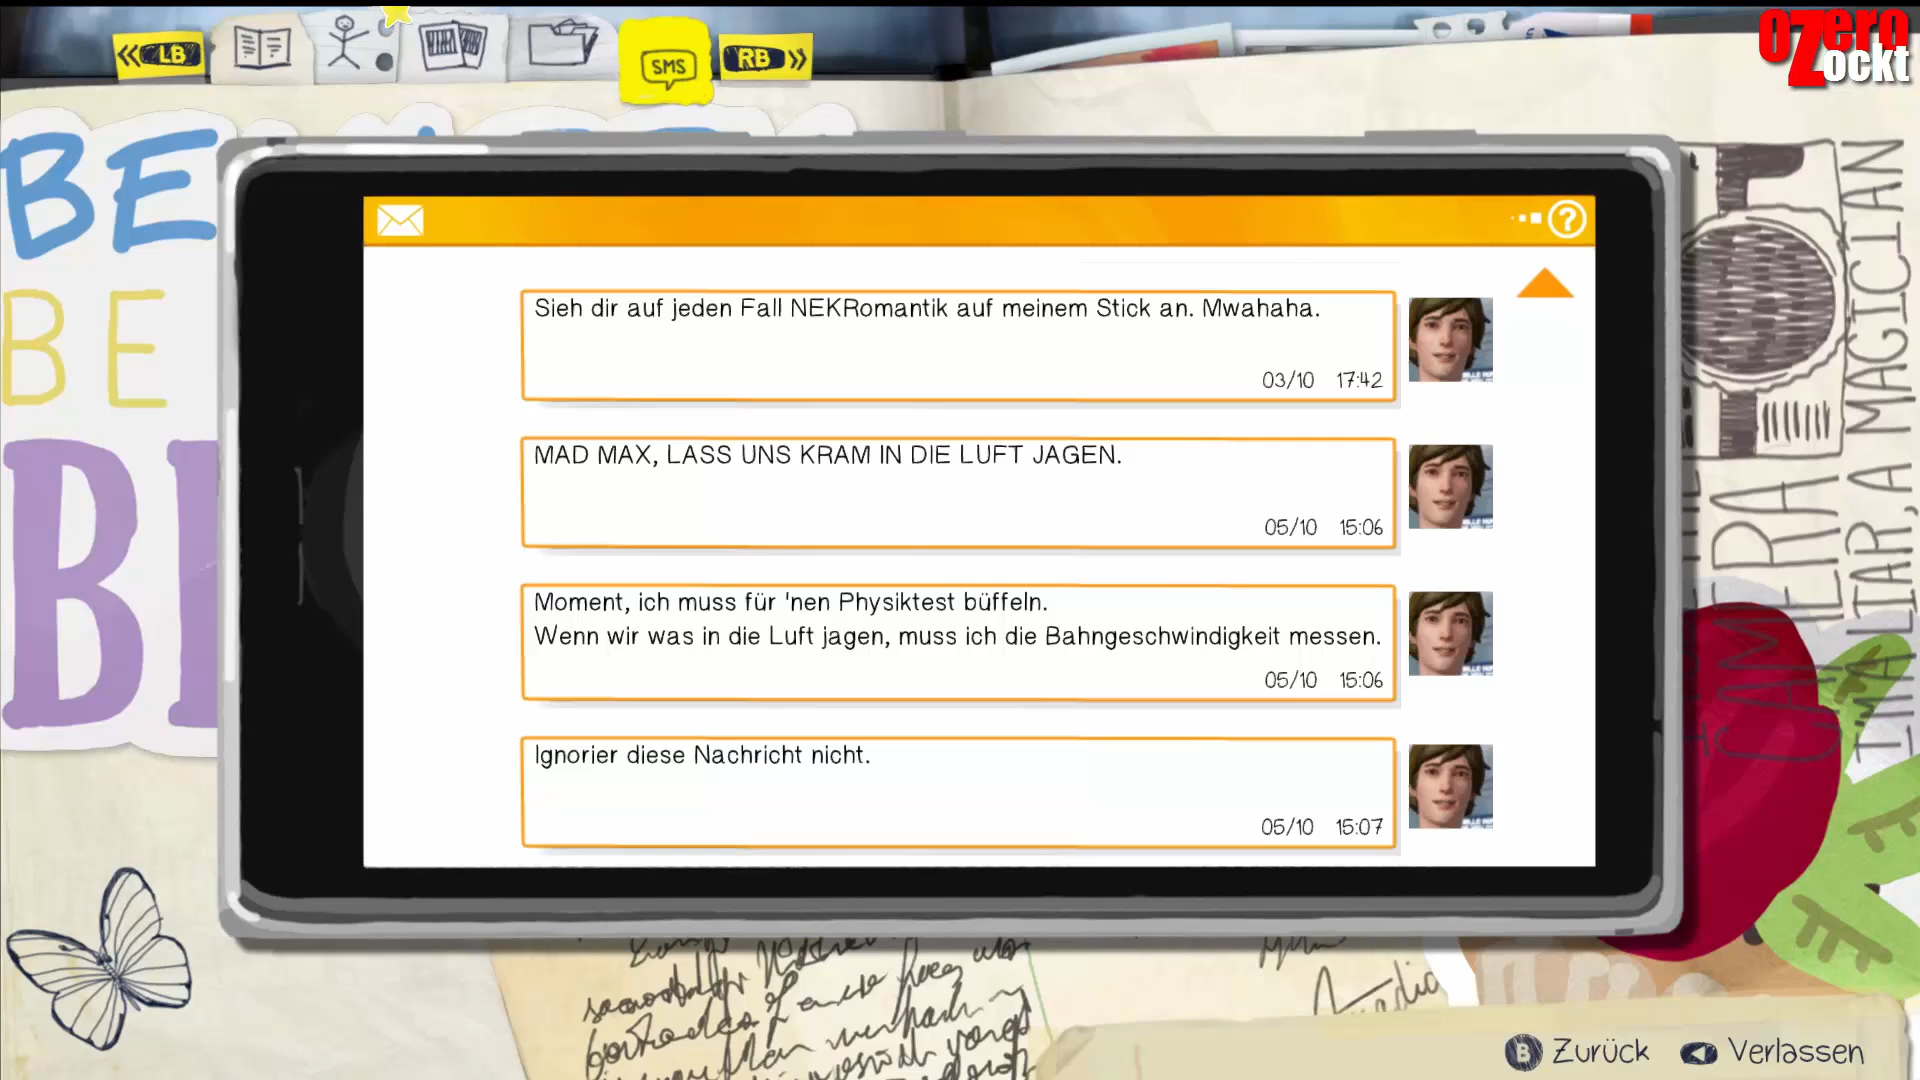 LB
SMS
RB
OZero
Zockt
BE
BE
Sieh dir auf jeden Fall NEKRomantik auf meinem Stick an. Mwahaha.
03/10 17:42
MAD MAX, LASS UNS KRAM IN DIE LUFT JAGEN.
05/10 15:06
Moment, ich muss für 'nen Physiktest büffeln.
Wenn wir was in die Luft jagen, muss ich die Bahngeschwindigkeit messen.
05/10 15:06
Ignorier diese Nachricht nicht.
05/10 15:07
CAMERA
I'M A LIAR, A MAGICIAN
B Zurück
Verlassen